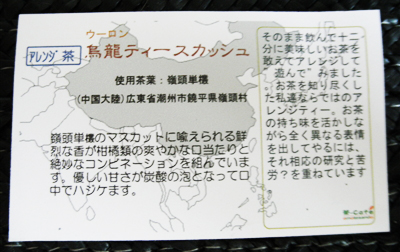 アレンジ茶
ウーロン
烏龍ティースカッシュ
使用茶葉：嶺頭単欉
(中国大陸)広東省潮州市饒平県嶺頭村
嶺頭単欉のマスカットに喩えられる鮮
烈な香が柑橘類の爽やかな口当たりと
絶妙なコンビネーションを組んでいま
す。優しい甘さが炭酸の泡となって口
中でハジケます。
そのまま飲んで十二
分に美味しいお茶を
敢えてアレンジして
”遊んで”みました
。お茶を知り尽くし
た私達ならではのア
レンジティー。お茶
の持ち味を活かしな
がら全く異なる表情
を出してやるには、
それ相応の研究と苦
労？を重ねています